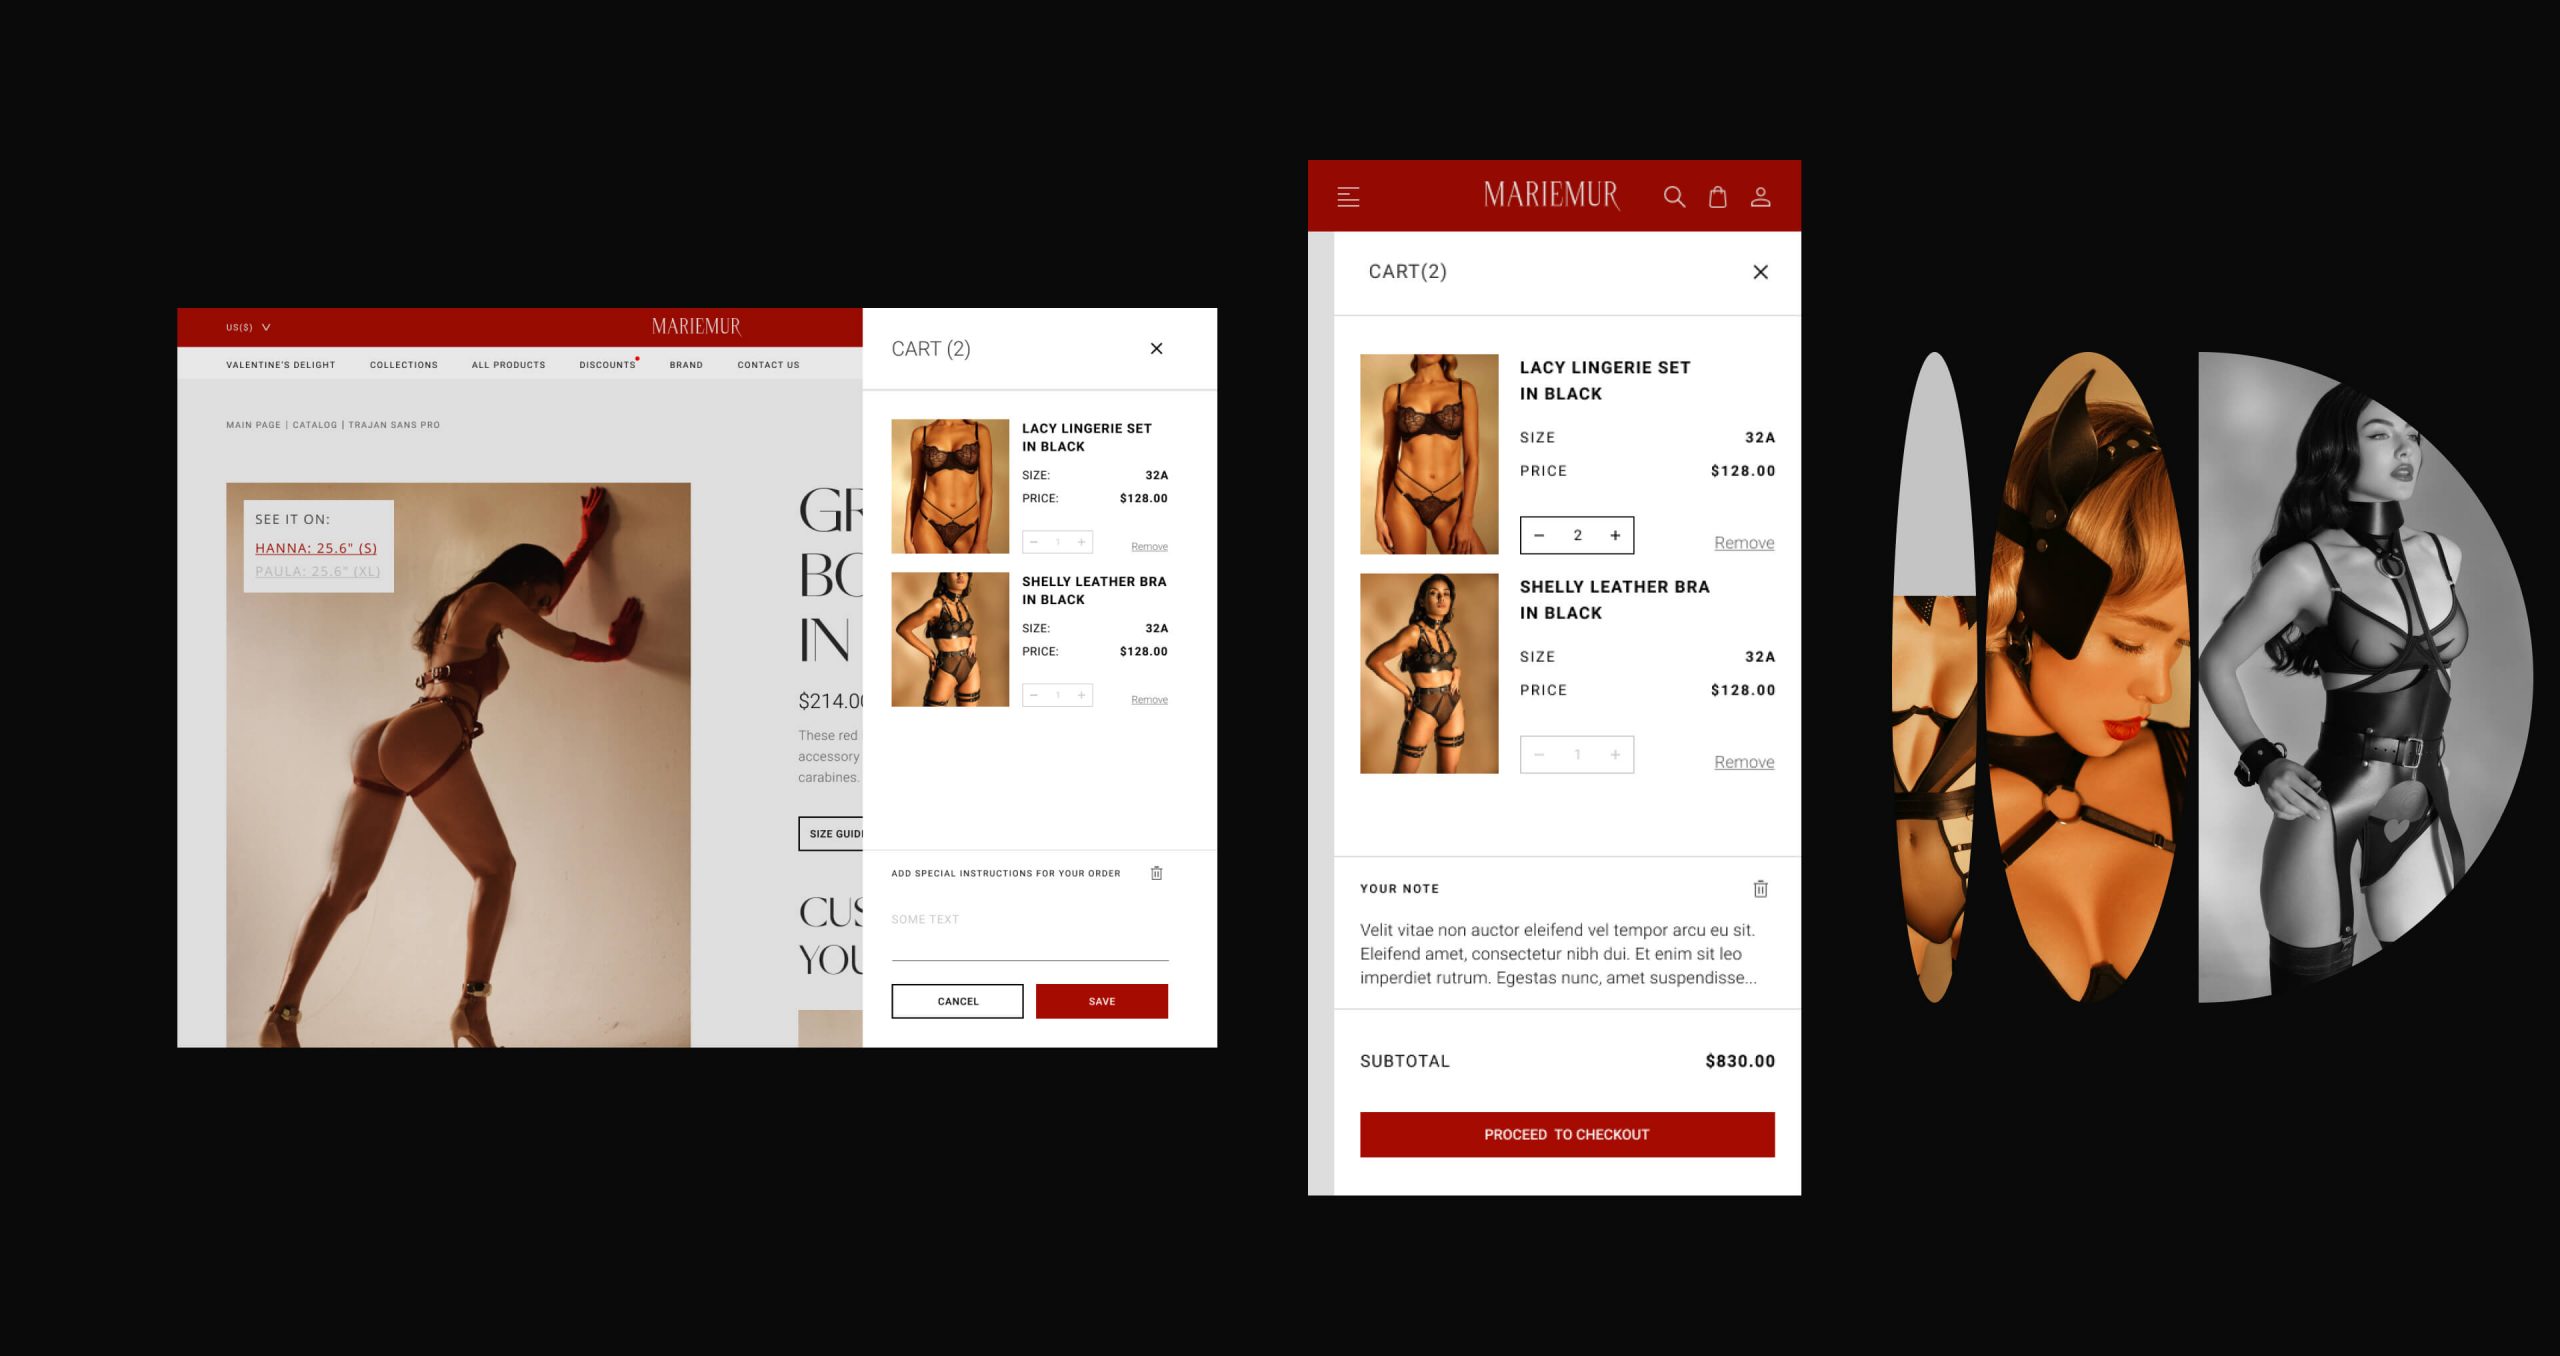 US($)
MARIEMUR
VALENTINE'S DELIGHT COLLECTIONS ALL PRODUCTS DISCOUNTS BRAND CONTACT US
MAIN PAGE | CATALOG | TRAJAN SANS PRO
SEE IT ON:
HANNA: 25.6" (S)
PAULA: 25.6" (XL)
IN
$214.00
These red
accessory
carabines.
SIZE GUIDE
CUS
YOU
CART (2)
LACY LINGERIE SET
IN BLACK
SIZE: 32A
PRICE: $128.00
− 1 + Remove
SHELLY LEATHER BRA
IN BLACK
SIZE: 32A
PRICE: $128.00
− 1 + Remove
ADD SPECIAL INSTRUCTIONS FOR YOUR ORDER
SOME TEXT
CANCEL SAVE
MARIEMUR
CART(2)
LACY LINGERIE SET
IN BLACK
SIZE 32A
PRICE $128.00
− 2 + Remove
SHELLY LEATHER BRA
IN BLACK
SIZE 32A
PRICE $128.00
− 1 + Remove
YOUR NOTE
Velit vitae non auctor eleifend vel tempor arcu eu sit.
Eleifend amet, consectetur nibh dui. Et enim sit leo
imperdiet rutrum. Egestas nunc, amet suspendisse...
SUBTOTAL $830.00
PROCEED TO CHECKOUT